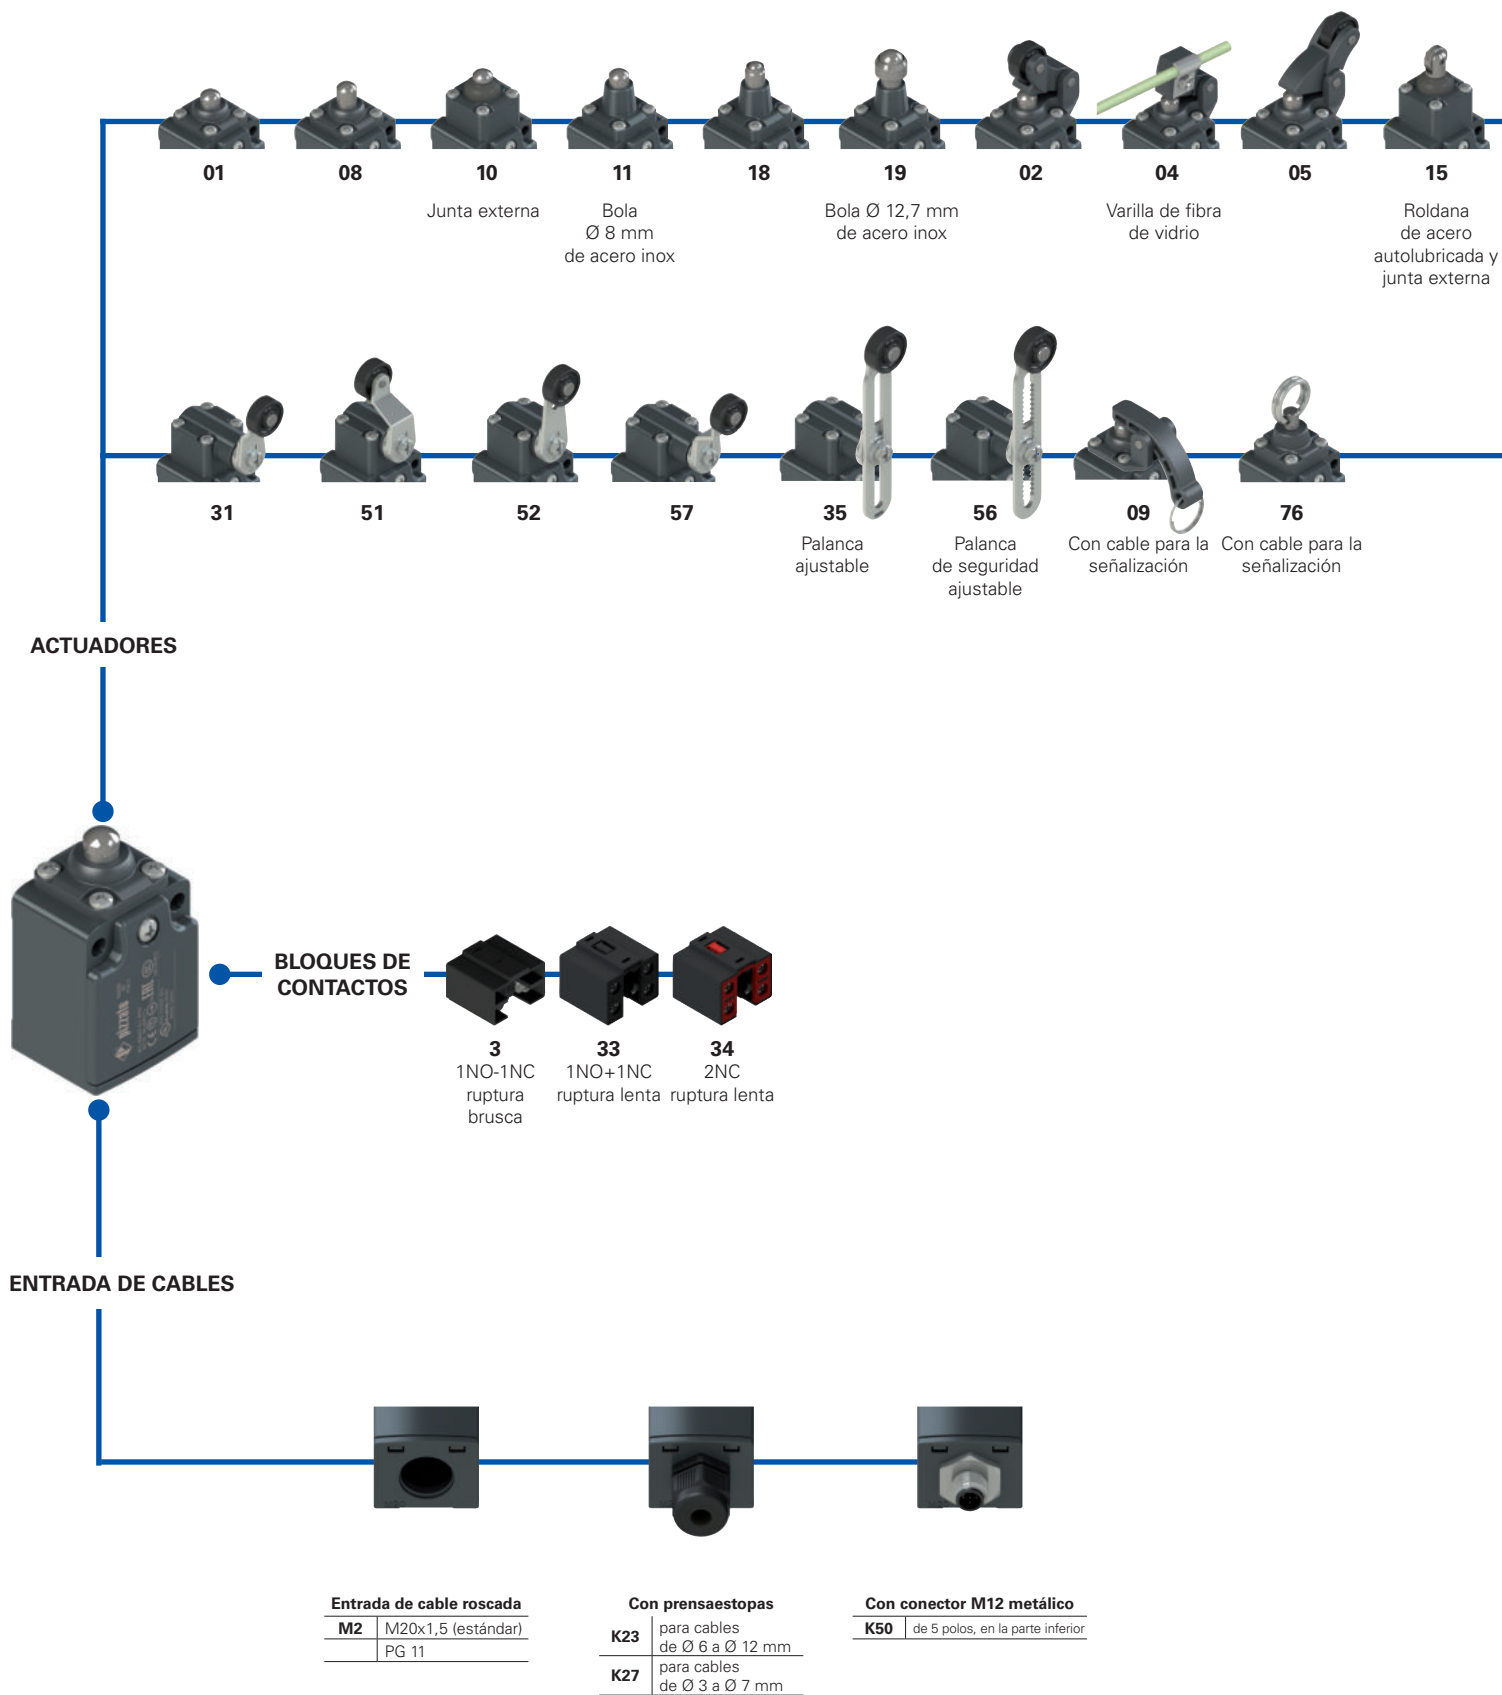 01
08
10
11
18
19
02
04
05
15
Junta externa
Bola
Ø 8 mm
de acero inox
Bola Ø 12,7 mm
de acero inox
Varilla de fibra
de vidrio
Roldana
de acero
autolubricada y
junta externa
31
51
52
57
35
56
09
76
Palanca
ajustable
Palanca
de seguridad
ajustable
Con cable para la
señalización
Con cable para la
señalización
ACTUADORES
pizzato
BLOQUES DE
CONTACTOS
3
1NO-1NC
ruptura
brusca
33
1NO+1NC
ruptura lenta
34
2NC
ruptura lenta
ENTRADA DE CABLES
Entrada de cable roscada
M2 M20x1,5 (estándar)
PG 11
Con prensaestopas
K23 para cables
de Ø 6 a Ø 12 mm
K27 para cables
de Ø 3 a Ø 7 mm
Con conector M12 metálico
K50 de 5 polos, en la parte inferior